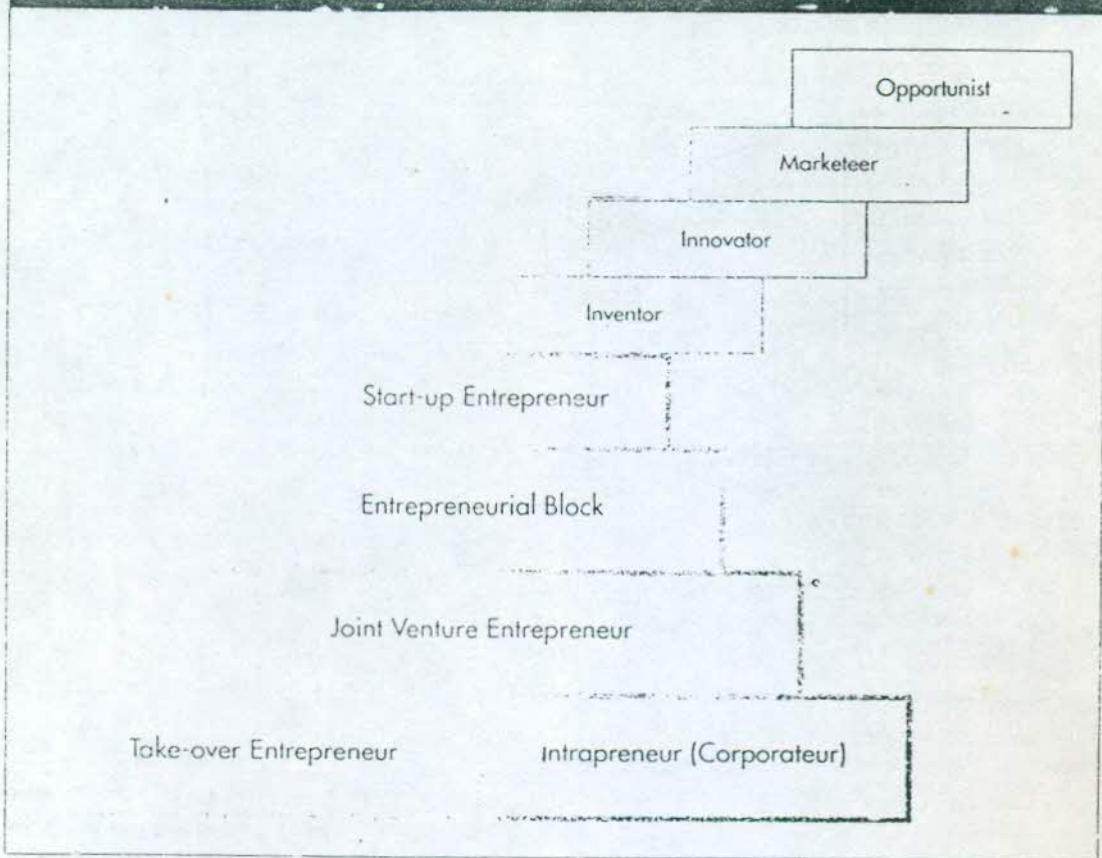 Opportunist
Marketeer
Innovator
Inventor
Start-up Entrepreneur
Entrepreneurial Block
Joint Venture Entrepreneur
Take-over Entrepreneur Intrapreneur (Corporateur)